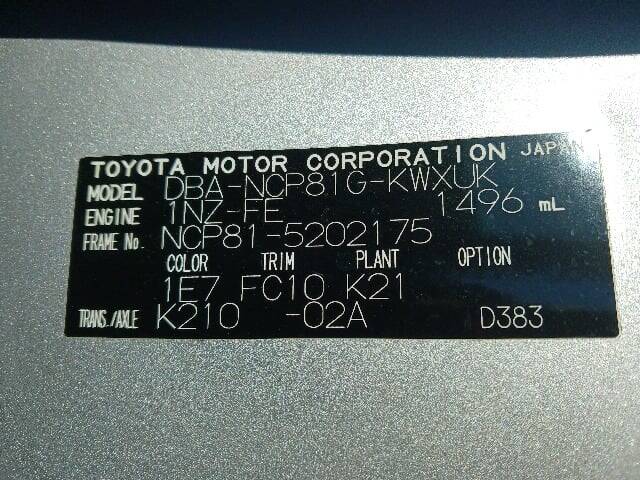 TOYOTA MOTOR CORPORATION JAPAN
MODEL DBA-NCP81G-KWXUK
ENGINE 1NZ-FE 1496 mL
FRAME No. NCP81-5202175
COLOR TRIM PLANT OPTION
1E7 FC10 K21
TRANS./AXLE K210 -02A D383